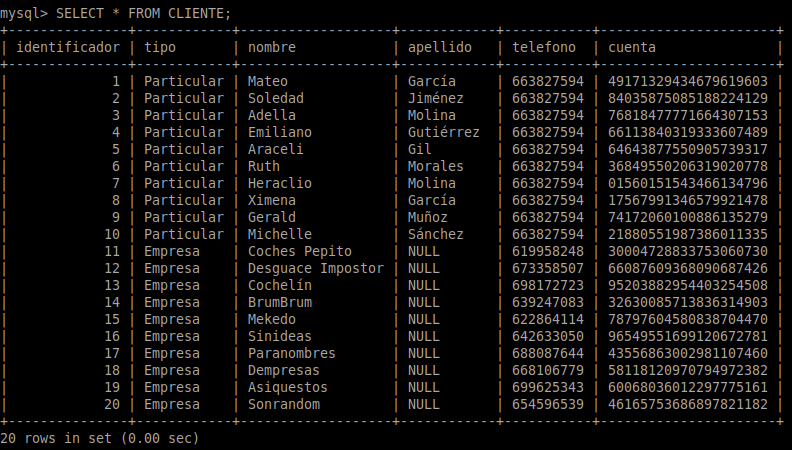 mysql> SELECT * FROM CLIENTE;
+---------------+------------+-------------------+------------+-----------+----------------------+
| identificador | tipo       | nombre            | apellido   | telefono  | cuenta               |
+---------------+------------+-------------------+------------+-----------+----------------------+
|             1 | Particular | Mateo             | García     | 663827594 | 49171329434679619603 |
|             2 | Particular | Soledad           | Jiménez    | 663827594 | 84035875085188224129 |
|             3 | Particular | Adella            | Molina     | 663827594 | 76818477771664307153 |
|             4 | Particular | Emiliano          | Gutiérrez  | 663827594 | 66113840319333607489 |
|             5 | Particular | Araceli           | Gil        | 663827594 | 64643877550905739317 |
|             6 | Particular | Ruth              | Morales    | 663827594 | 36849550206319020778 |
|             7 | Particular | Heraclio          | Molina     | 663827594 | 01560151543466134796 |
|             8 | Particular | Ximena            | García     | 663827594 | 17567991346579921478 |
|             9 | Particular | Gerald            | Muñoz      | 663827594 | 74172060100886135279 |
|            10 | Particular | Michelle          | Sánchez    | 663827594 | 21880551987386011335 |
|            11 | Empresa    | Coches Pepito     | NULL       | 619958248 | 30004728833753060730 |
|            12 | Empresa    | Desguace Impostor | NULL       | 673358507 | 66087609368090687426 |
|            13 | Empresa    | Cochelín          | NULL       | 698172723 | 95203882954403254508 |
|            14 | Empresa    | BrumBrum          | NULL       | 639247083 | 32630085713836314903 |
|            15 | Empresa    | Mekedo            | NULL       | 622864114 | 78797604580838704470 |
|            16 | Empresa    | Sinideas          | NULL       | 642633050 | 96549551699120672781 |
|            17 | Empresa    | Paranombres       | NULL       | 688087644 | 43556863002981107460 |
|            18 | Empresa    | Dempresas         | NULL       | 668106779 | 58118120970794972382 |
|            19 | Empresa    | Asiquestos        | NULL       | 699625343 | 60068036012297775161 |
|            20 | Empresa    | Sonrandom         | NULL       | 654596539 | 46165753686897821182 |
+---------------+------------+-------------------+------------+-----------+----------------------+
20 rows in set (0.00 sec)